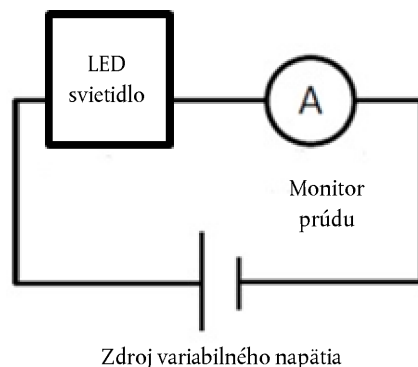 LED
svietidlo
A
Monitor
prúdu
Zdroj variabilného napätia